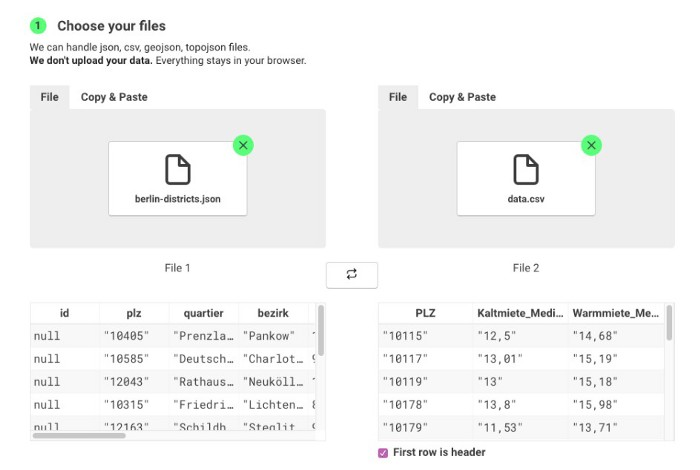 1 Choose your files
We can handle json, csv, geojson, topojson files.
We don't upload your data. Everything stays in your browser.
File Copy & Paste
File Copy & Paste
berlin-districts.json
data.csv
File 1
File 2
id plz quartier bezirk
null "10405" "Prenzla… "Pankow"
null "10585" "Deutsch… "Charlot…
null "12043" "Rathaus… "Neuköll…
null "10315" "Friedri… "Lichten…
null "12163" "Schildh "Steglit
PLZ Kaltmiete_Medi… Warmmiete_Me…
"10115" "12,5" "14,68"
"10117" "13,01" "15,19"
"10119" "13" "15,18"
"10178" "13,8" "15,98"
"10179" "11,53" "13,71"
First row is header